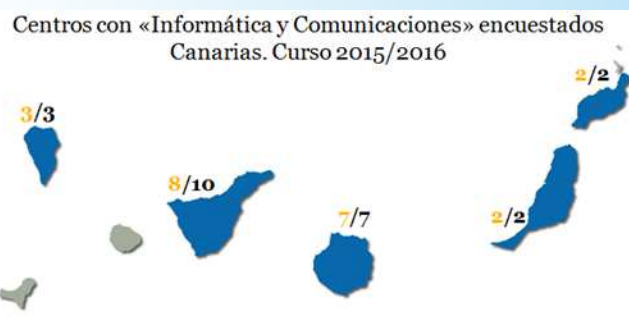 Centros con «Informática y Comunicaciones» encuestados
Canarias. Curso 2015/2016
2/2
3/3
8/10
7/7
2/2